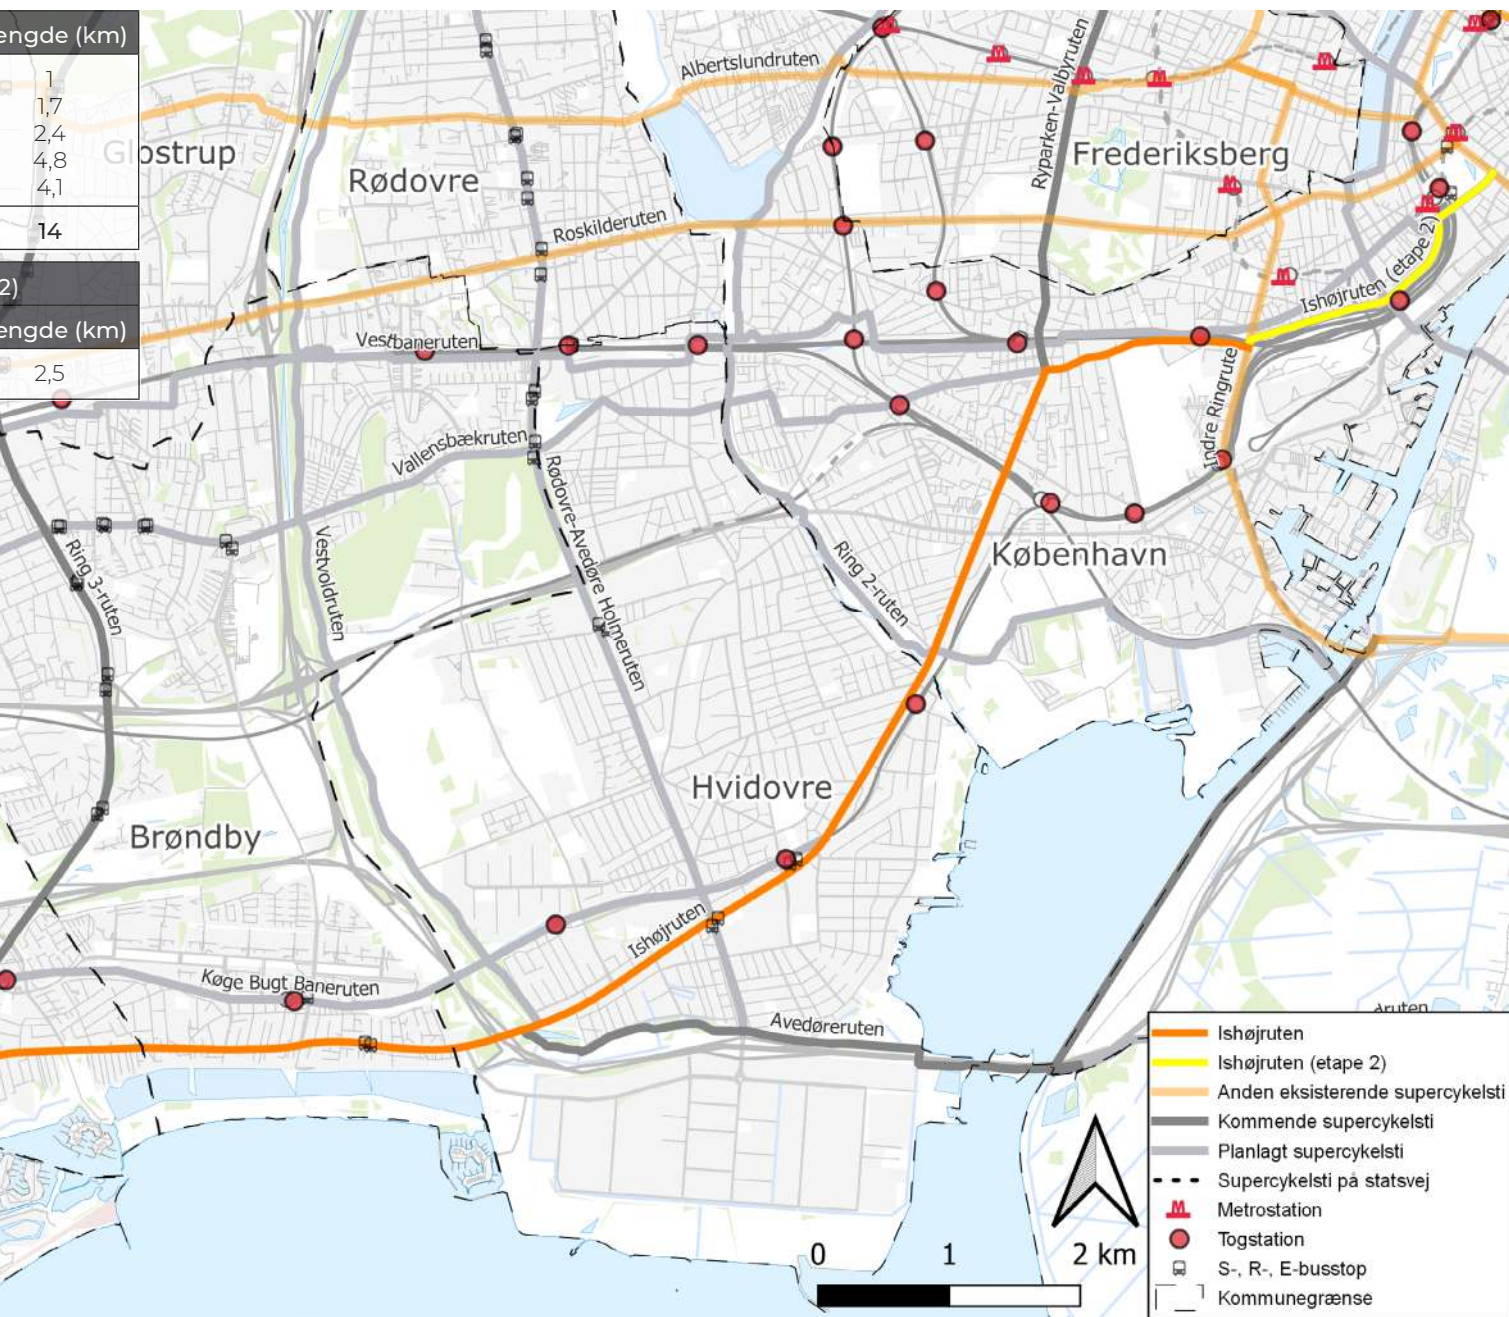 engde (km)
1
1,7
2,4
4,8
4,1
14
2)
engde (km)
2,5
Glostrup
Rødovre
Albertslundruten
Ryparken-Valbyruten
Frederiksberg
Roskilderuten
Ishøjruten (etape 2)
Vestbaneruten
Indre Ringrute
Vallensbækruten
Rødovre-Avedøre Holmeruten
Vestvoldruten
Ring 3-ruten
Ring 2-ruten
København
Hvidovre
Brøndby
Ishøjruten
Køge Bugt Baneruten
Avedøreruten
aruten
Ishøjruten
Ishøjruten (etape 2)
Anden eksisterende supercykelsti
Kommende supercykelsti
Planlagt supercykelsti
Supercykelsti på statsvej
Metrostation
Togstation
S-, R-, E-busstop
Kommunegrænse
0 1 2 km